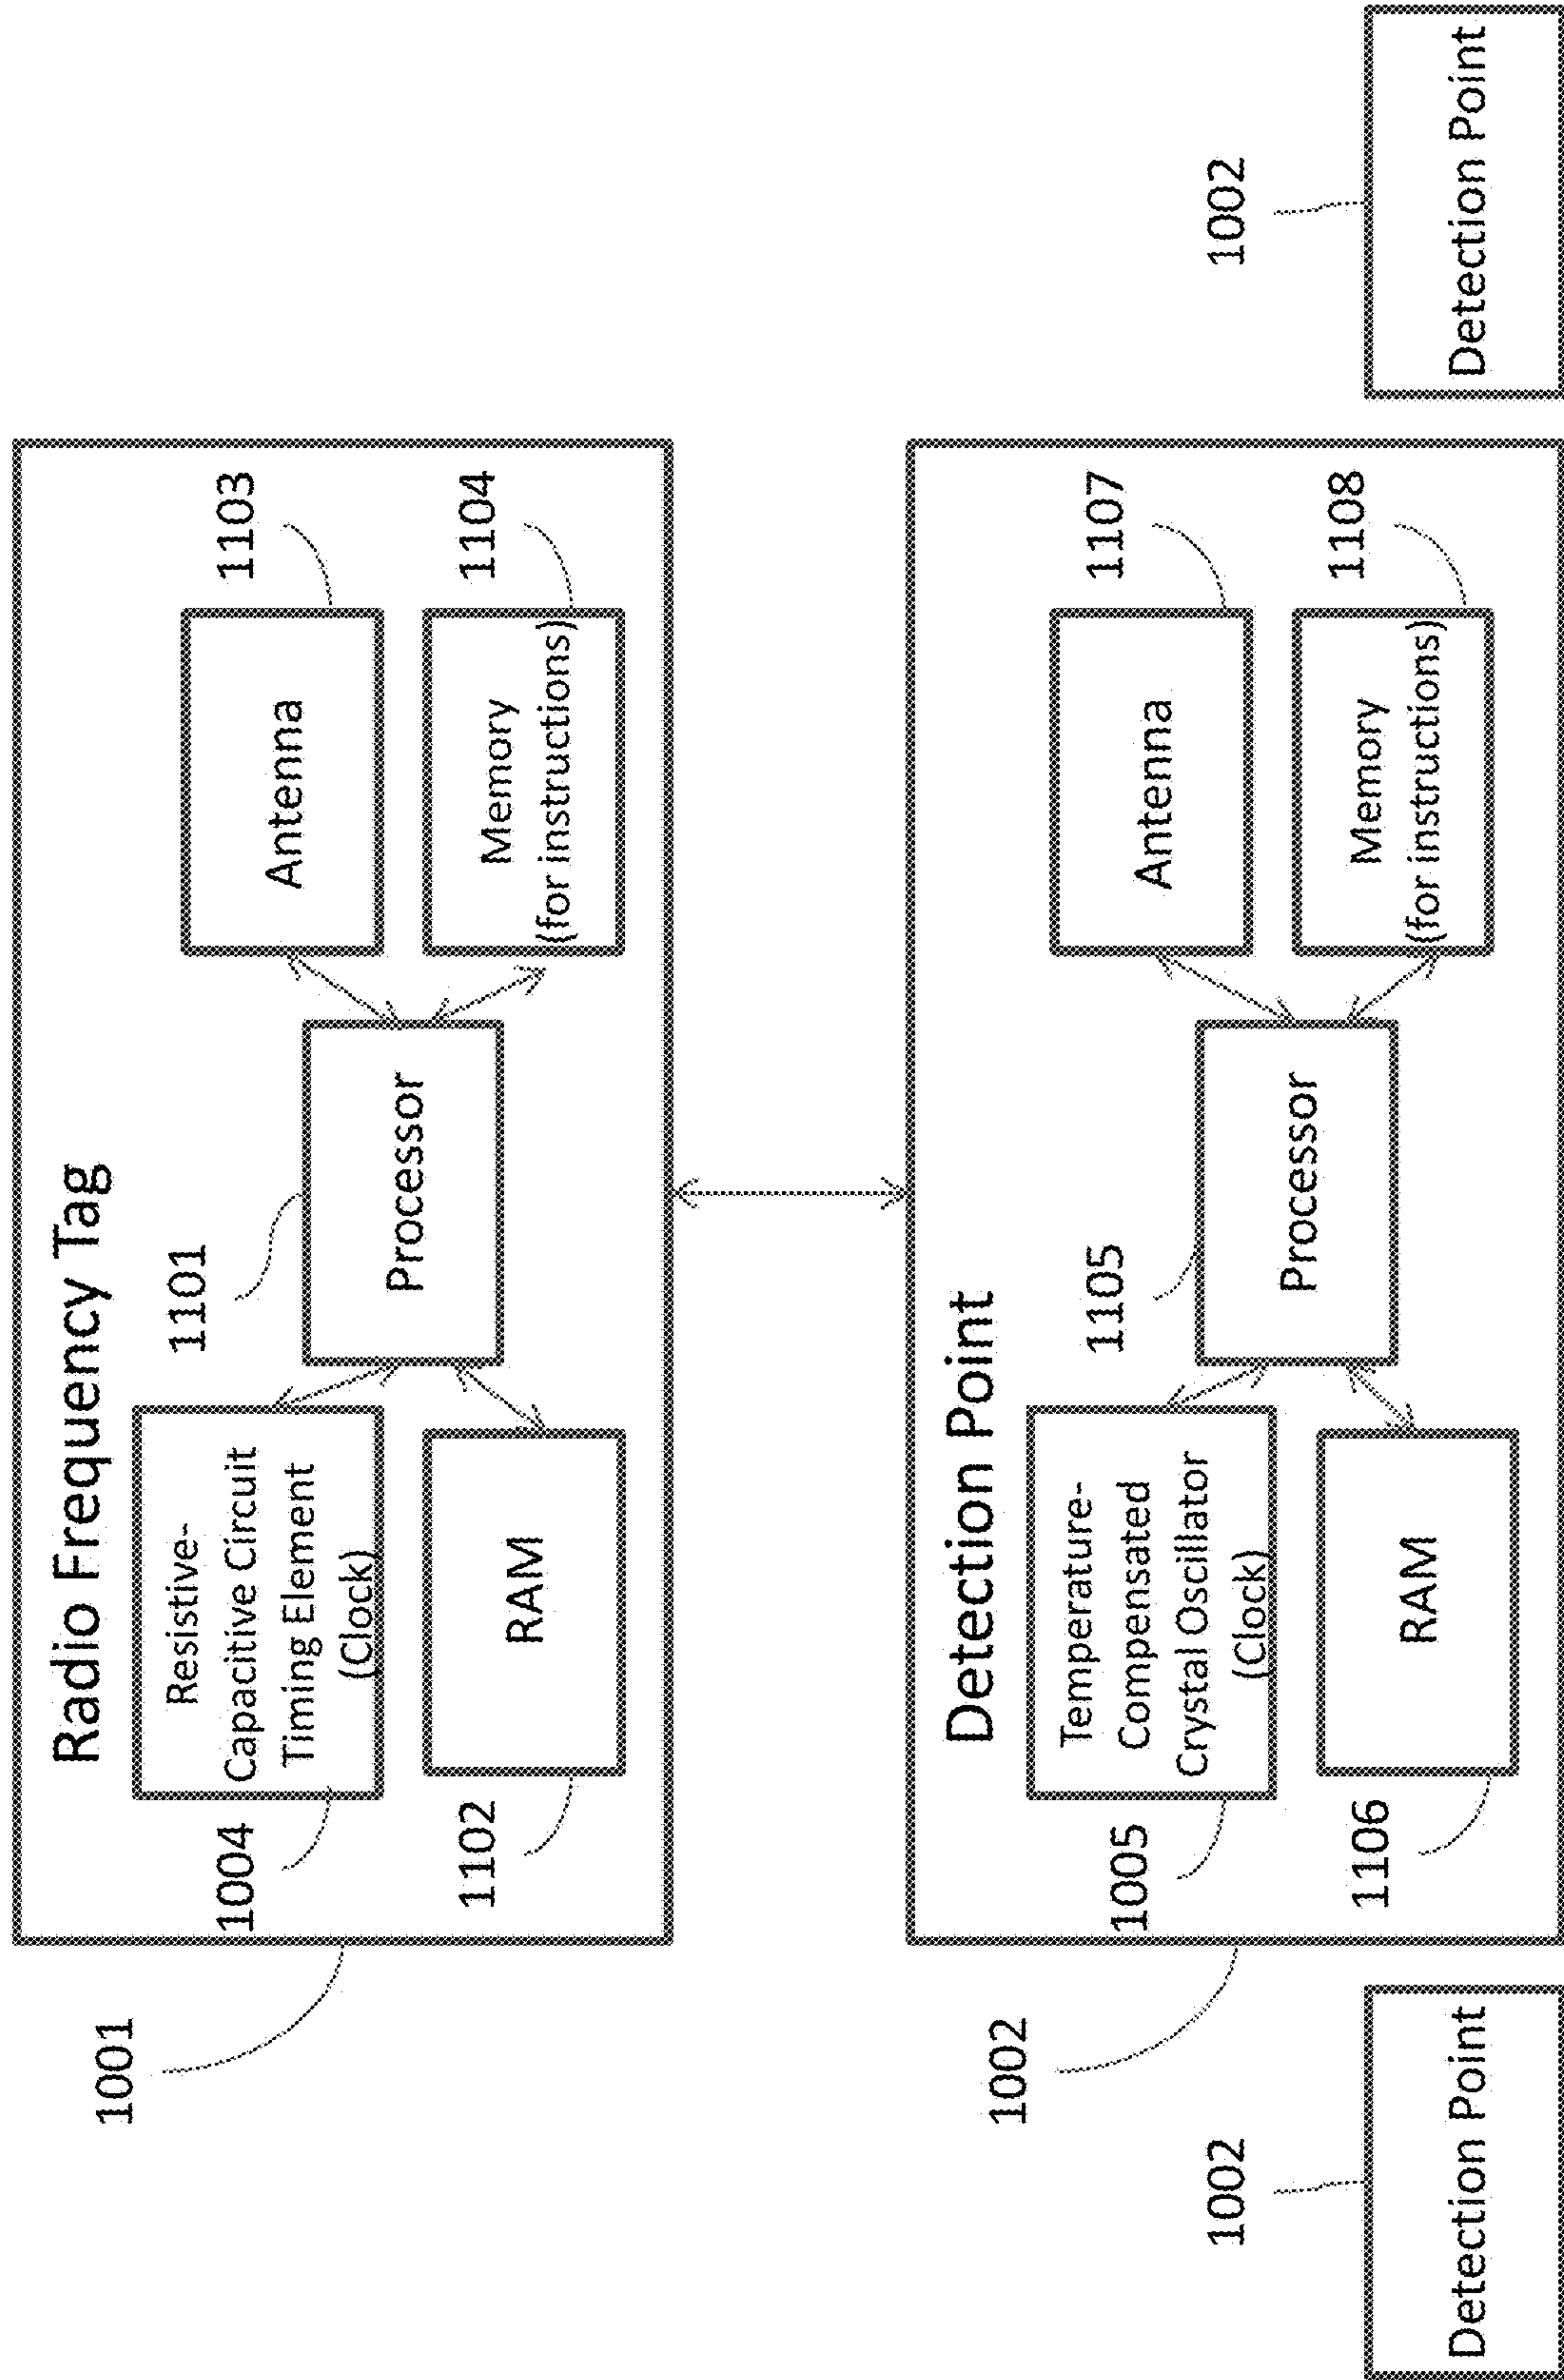 1001
Radio Frequency Tag
1004
Resistive-
Capacitive Circuit
Timing Element
(Clock)
1101
Processor
1103
Antenna
1102
RAM
1104
Memory
(for instructions)
1002
Detection Point
1005
Temperature-
Compensated
Crystal Oscillator
(Clock)
1105
Processor
1107
Antenna
1106
RAM
1108
Memory
(for instructions)
1002
Detection Point
1002
Detection Point